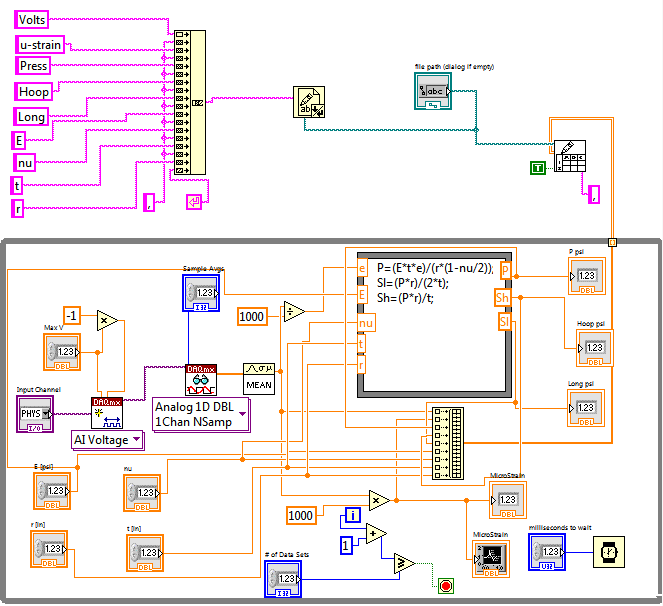 Volts
u-strain
Press
Hoop
Long
E
nu
t
r
,
file path (dialog if empty)
abc
ab
T
,
Sample Avgs
1.23
I32
-1
×
Max V
1.23
DBL
Input Channel
PHYS
I/O
DAQmx
AI Voltage
DAQmx
Analog 1D DBL
1Chan NSamp
1000
÷
MEAN
e
E
nu
t
r
P=(E*t*e)/(r*(1-nu/2));
Sl=(P*r)/(2*t);
Sh=(P*r)/t;
P
Sh
Sl
P psi
1.23
DBL
Hoop psi
1.23
DBL
Long psi
1.23
DBL
E [psi]
1.23
DBL
nu
1.23
DBL
r [in]
1.23
DBL
t [in]
1.23
DBL
1000
×
i
1
+
≥
# of Data Sets
1.23
I32
MicroStrain
1.23
DBL
MicroStrain
DBL
milliseconds to wait
1.23
U32